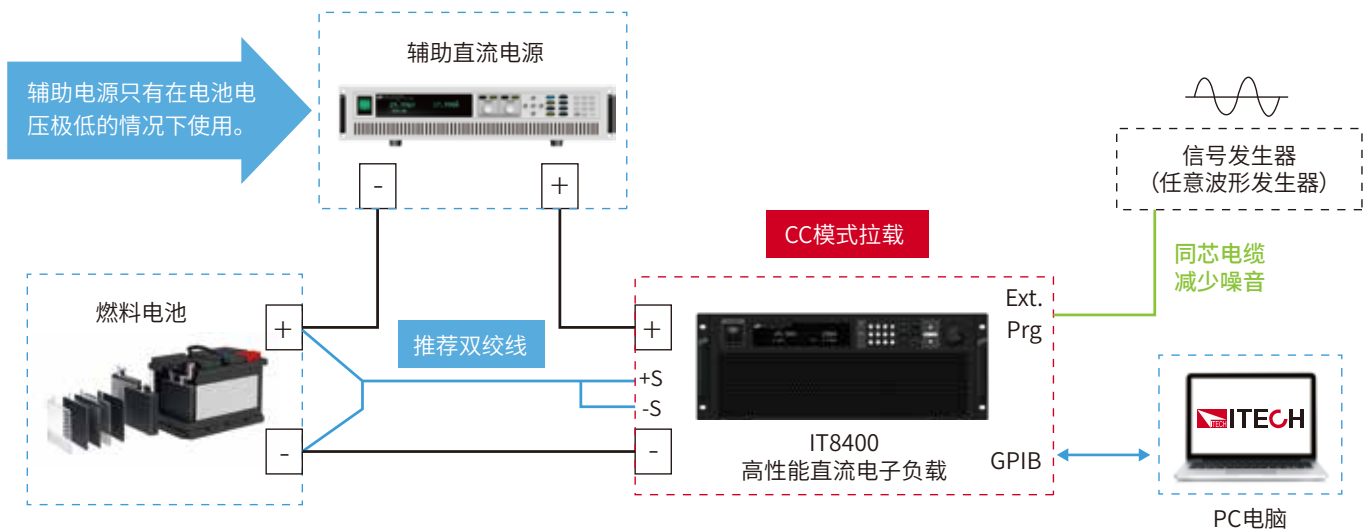 辅助电源只有在电池电
压极低的情况下使用。
辅助直流电源
-
+
信号发生器
(任意波形发生器)
CC模式拉载
同芯电缆
减少噪音
燃料电池
+
推荐双绞线
-
+
+S
-S
-
Ext.
Prg
IT8400
高性能直流电子负载
GPIB
ITECH
ITECH
PC电脑